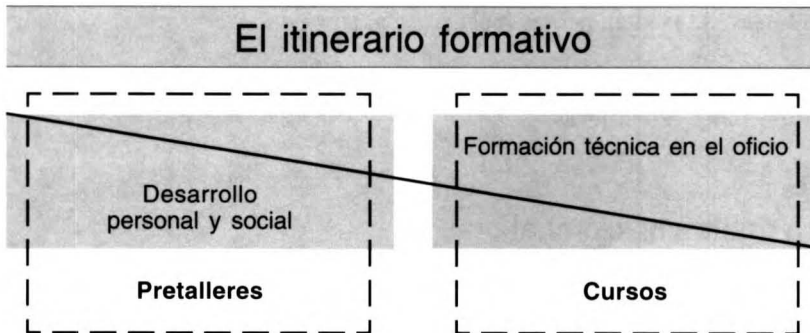 El itinerario formativo
Formación técnica en el oficio
Desarrollo
personal y social
Pretalleres
Cursos